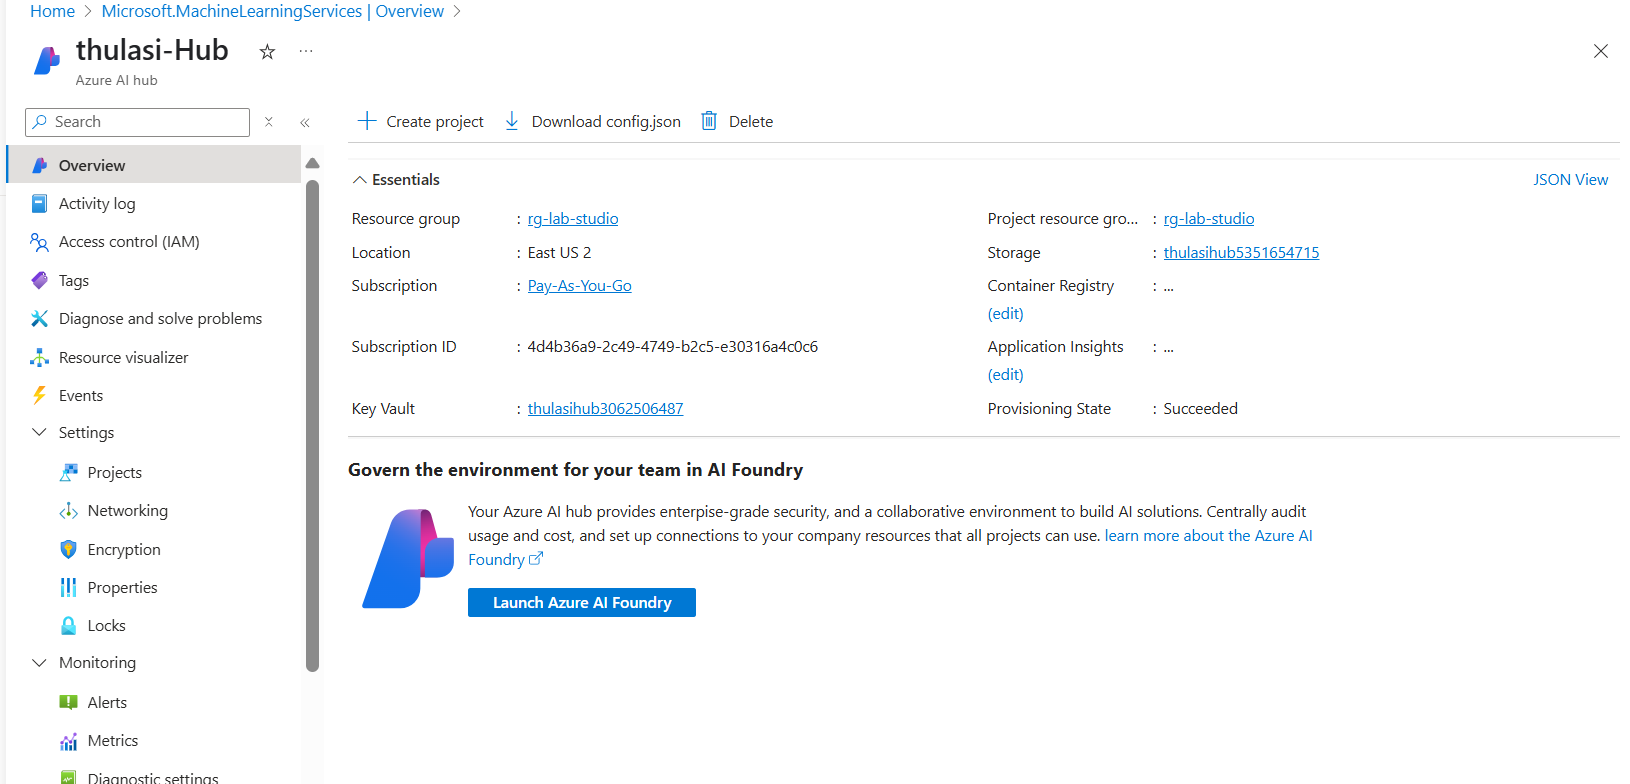 Home > Microsoft.MachineLearningServices | Overview >
thulasi-Hub
Azure AI hub
Search
Overview
Activity log
Access control (IAM)
Tags
Diagnose and solve problems
Resource visualizer
Events
Settings
Projects
Networking
Encryption
Properties
Locks
Monitoring
Alerts
Metrics
Diagnostic settings
Create project
Download config.json
Delete
Essentials
JSON View
Resource group : rg-lab-studio
Location : East US 2
Subscription : Pay-As-You-Go
Subscription ID : 4d4b36a9-2c49-4749-b2c5-e30316a4c0c6
Key Vault : thulasihub3062506487
Project resource gro... : rg-lab-studio
Storage : thulasihub5351654715
Container Registry : ...
(edit)
Application Insights : ...
(edit)
Provisioning State : Succeeded
Govern the environment for your team in AI Foundry
Your Azure AI hub provides enterpise-grade security, and a collaborative environment to build AI solutions. Centrally audit
usage and cost, and set up connections to your company resources that all projects can use. learn more about the Azure AI
Foundry
Launch Azure AI Foundry